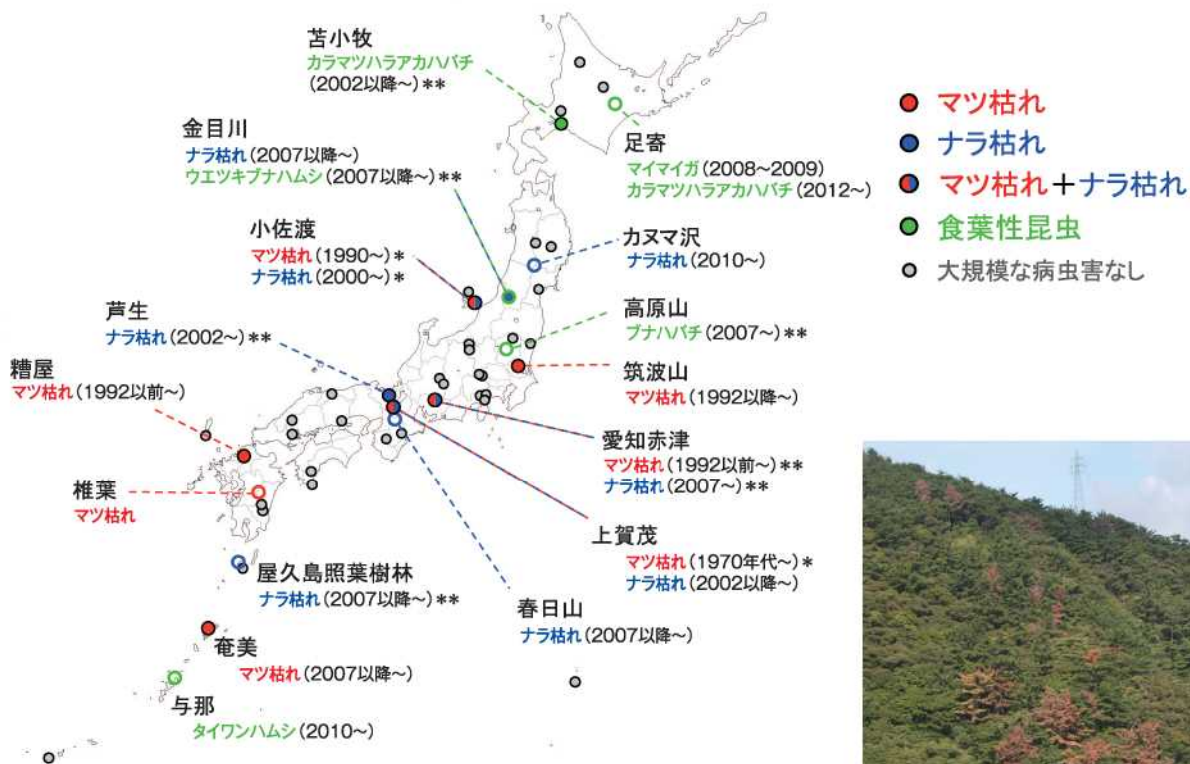 苫小牧
カラマツハラアカハバチ
(2002以降～)**
金目川
ナラ枯れ(2007以降～)
ウエツキブナハムシ(2007以降～)**
小佐渡
マツ枯れ(1990～)*
ナラ枯れ(2000～)*
芦生
ナラ枯れ(2002～)**
糟屋
マツ枯れ(1992以前～)
椎葉
マツ枯れ
屋久島照葉樹林
ナラ枯れ(2007以降～)**
奄美
マツ枯れ(2007以降～)
与那
タイワンハムシ(2010～)
足寄
マイマイガ(2008～2009)
カラマツハラアカハバチ(2012～)
カヌマ沢
ナラ枯れ(2010～)
高原山
ブナハバチ(2007～)**
筑波山
マツ枯れ(1992以降～)
愛知赤津
マツ枯れ(1992以前～)**
ナラ枯れ(2007～)**
上賀茂
マツ枯れ(1970年代～)*
ナラ枯れ(2002以降～)
春日山
ナラ枯れ(2007以降～)
マツ枯れ
ナラ枯れ
マツ枯れ＋ナラ枯れ
食葉性昆虫
大規模な病虫害なし